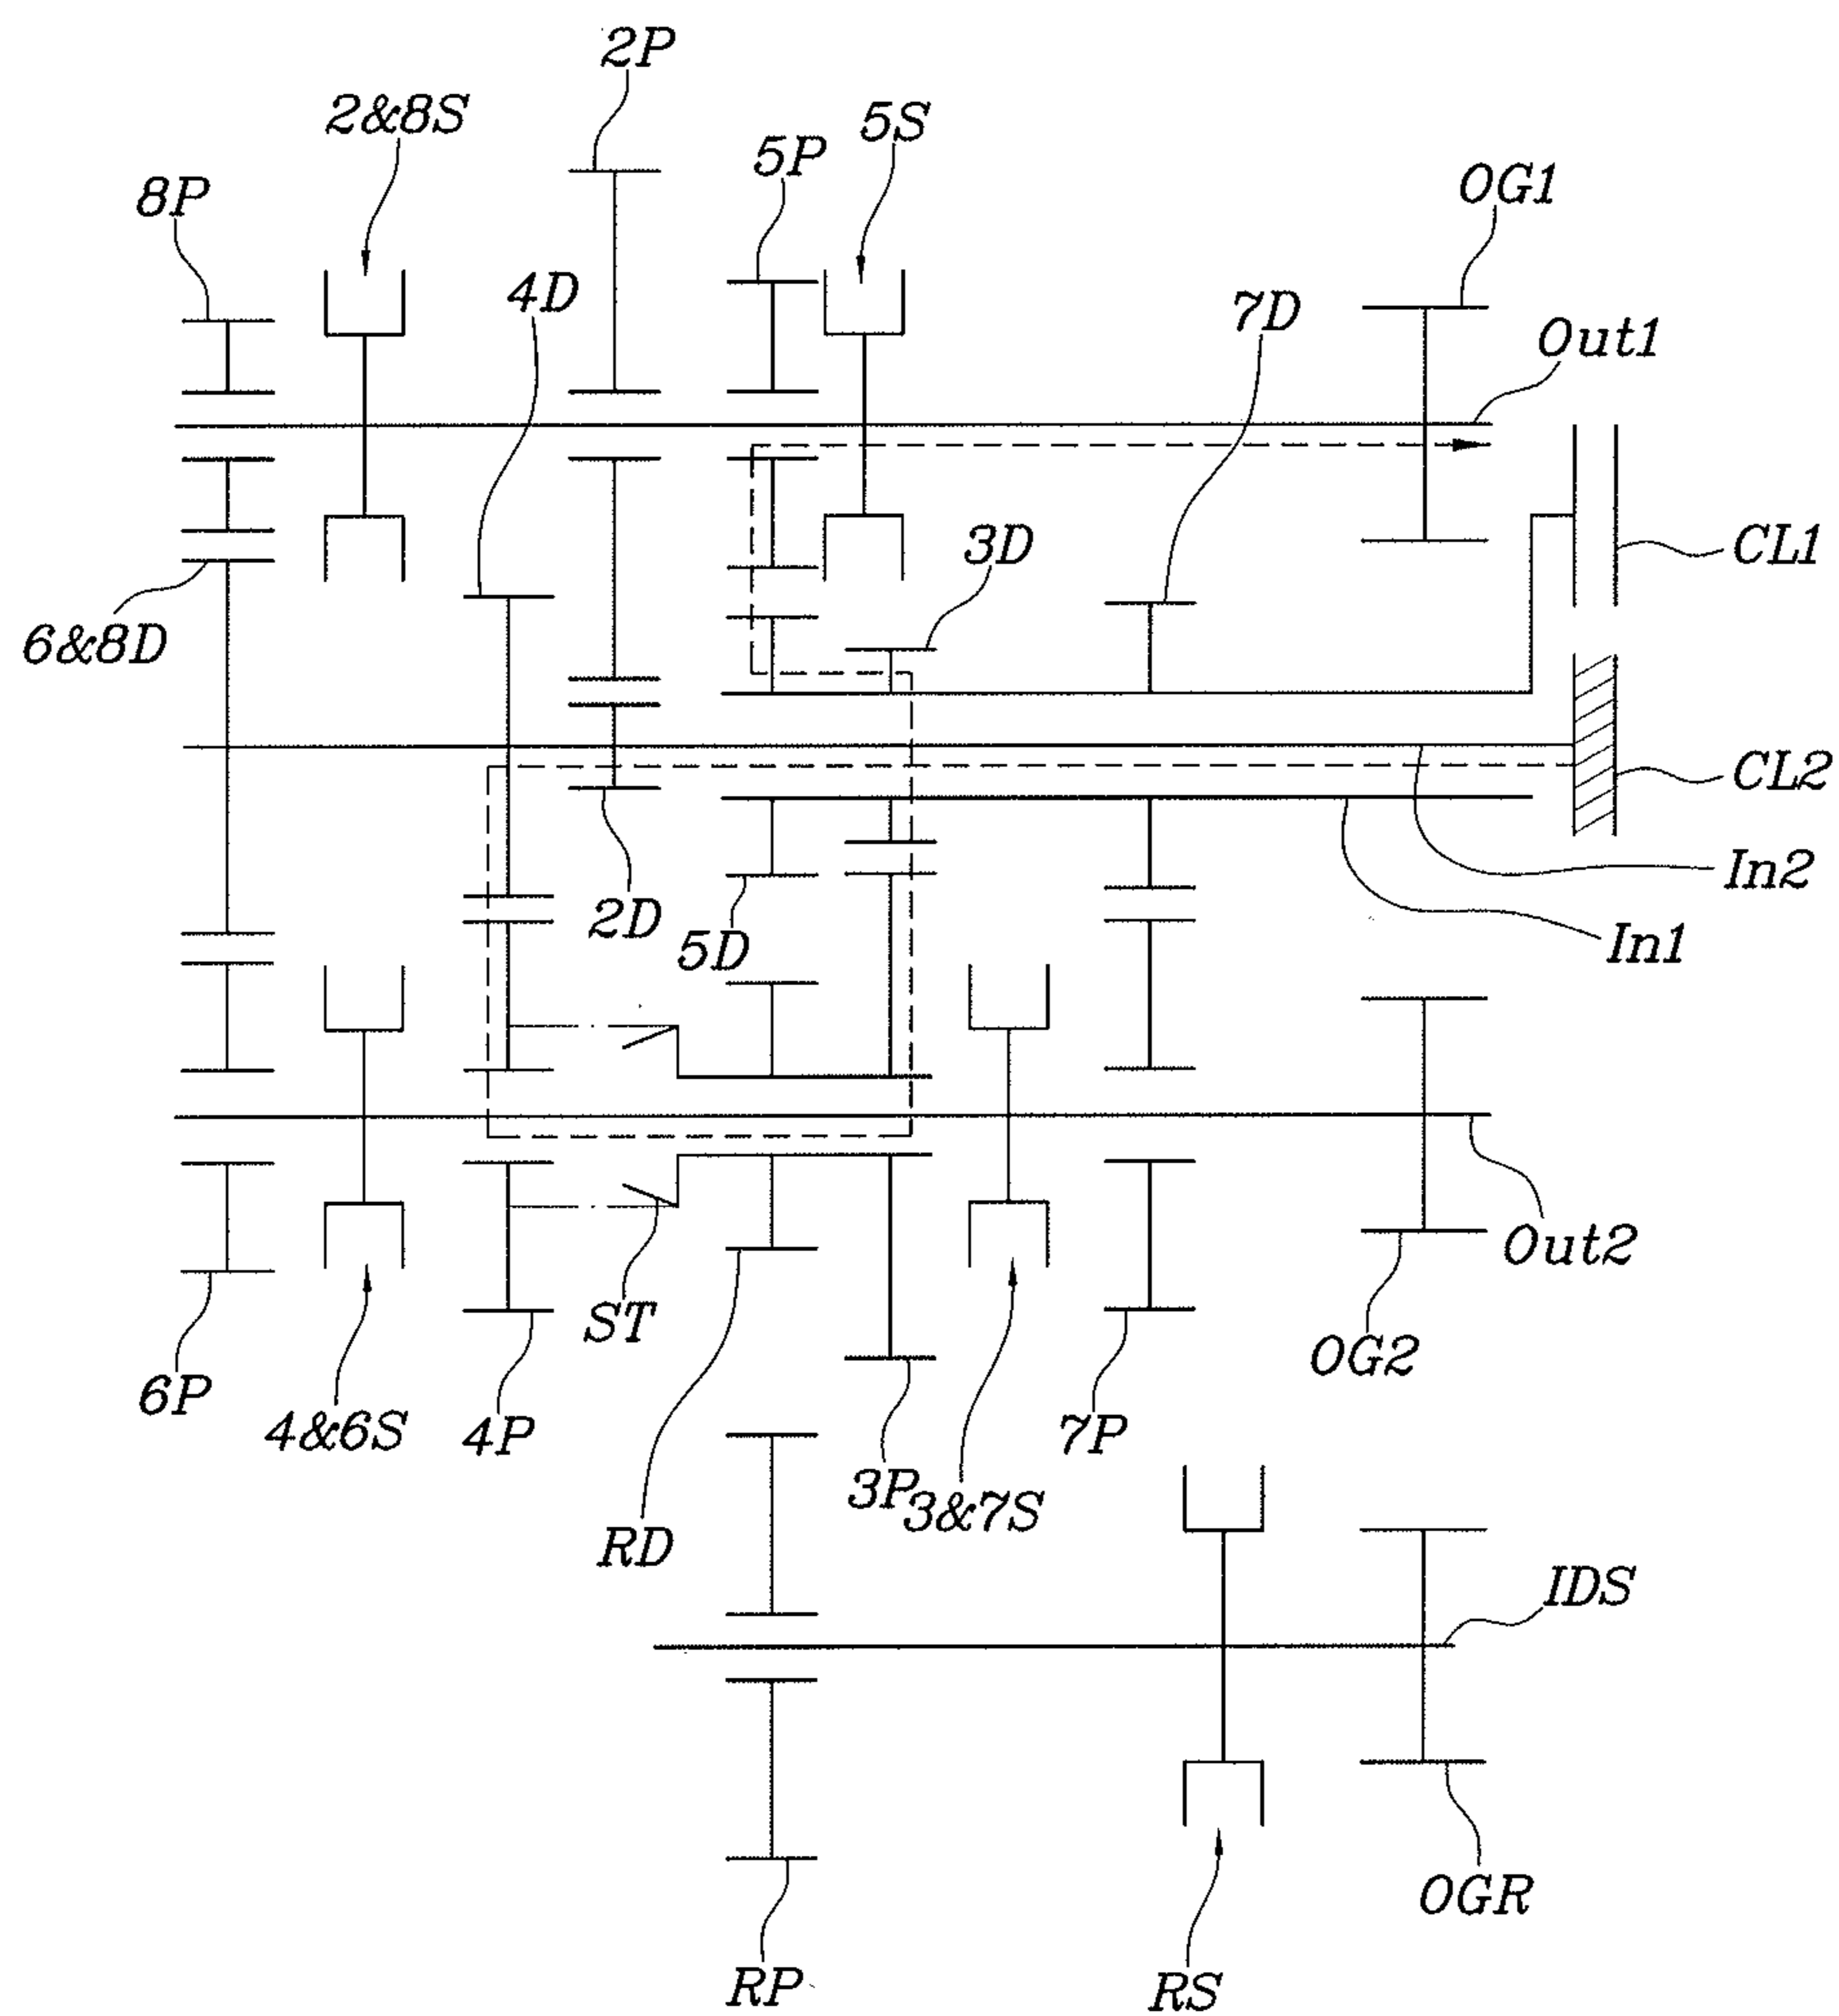 2P
2&8S
5S
5P
8P
OG1
4D
7D
Out1
3D
CL1
6&8D
CL2
In2
2D
5D
In1
Out2
ST
OG2
6P
4&6S
4P
7P
3P
3&7S
RD
IDS
OGR
RP
RS